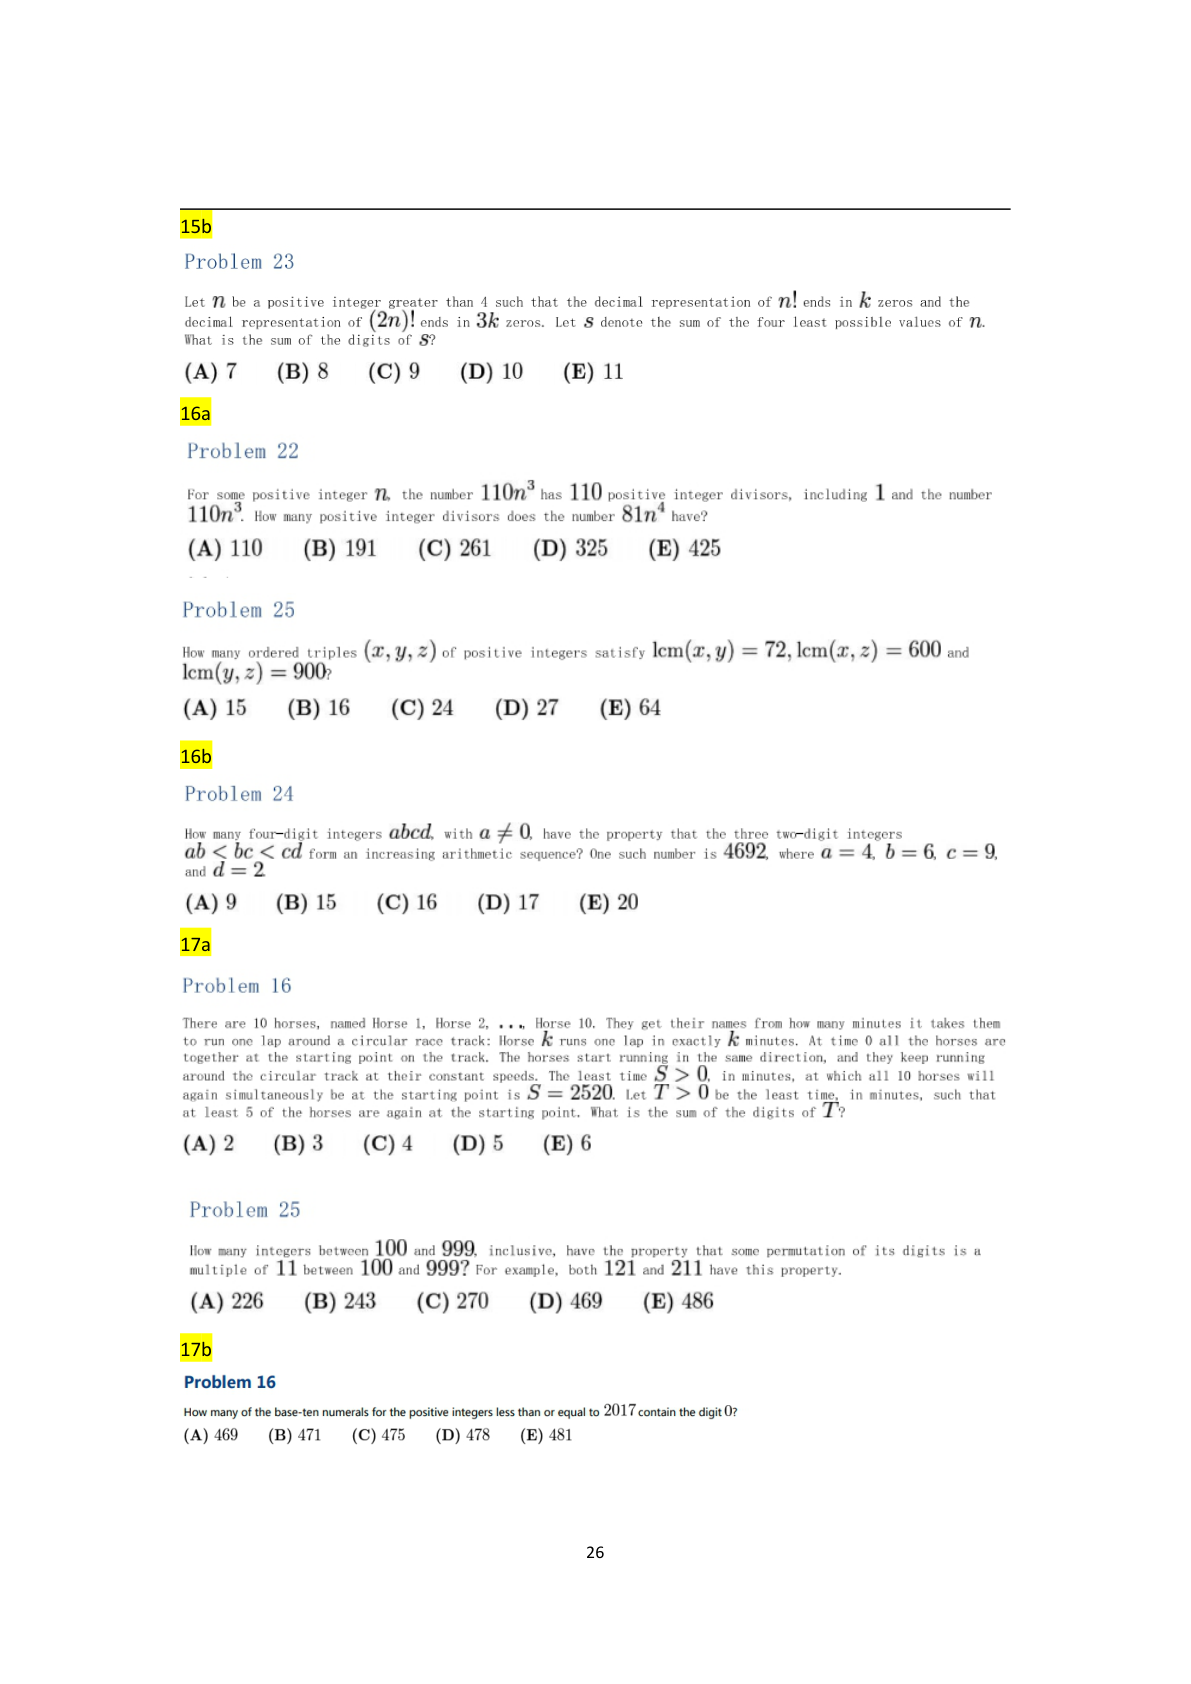 15b
Problem 23
Let n be a positive integer greater than 4 such that the decimal representation of n! ends in k zeros and the
decimal representation of (2n)! ends in 3k zeros. Let s denote the sum of the four least possible values of n.
What is the sum of the digits of s?
(A) 7 (B) 8 (C) 9 (D) 10 (E) 11
16a
Problem 22
For some positive integer n, the number 110n³ has 110 positive integer divisors, including 1 and the number
110n³. How many positive integer divisors does the number 81n⁴ have?
(A) 110 (B) 191 (C) 261 (D) 325 (E) 425
Problem 25
How many ordered triples (x, y, z) of positive integers satisfy lcm(x, y) = 72, lcm(x, z) = 600 and
lcm(y, z) = 900?
(A) 15 (B) 16 (C) 24 (D) 27 (E) 64
16b
Problem 24
How many four-digit integers abcd, with a ≠ 0, have the property that the three two-digit integers
ab < bc < cd form an increasing arithmetic sequence? One such number is 4692, where a = 4, b = 6, c = 9,
and d = 2.
(A) 9 (B) 15 (C) 16 (D) 17 (E) 20
17a
Problem 16
There are 10 horses, named Horse 1, Horse 2, ..., Horse 10. They get their names from how many minutes it takes them
to run one lap around a circular race track: Horse k runs one lap in exactly k minutes. At time 0 all the horses are
together at the starting point on the track. The horses start running in the same direction, and they keep running
around the circular track at their constant speeds. The least time S > 0, in minutes, at which all 10 horses will
again simultaneously be at the starting point is S = 2520. Let T > 0 be the least time, in minutes, such that
at least 5 of the horses are again at the starting point. What is the sum of the digits of T?
(A) 2 (B) 3 (C) 4 (D) 5 (E) 6
Problem 25
How many integers between 100 and 999, inclusive, have the property that some permutation of its digits is a
multiple of 11 between 100 and 999? For example, both 121 and 211 have this property.
(A) 226 (B) 243 (C) 270 (D) 469 (E) 486
17b
Problem 16
How many of the base-ten numerals for the positive integers less than or equal to 2017 contain the digit 0?
(A) 469 (B) 471 (C) 475 (D) 478 (E) 481
26